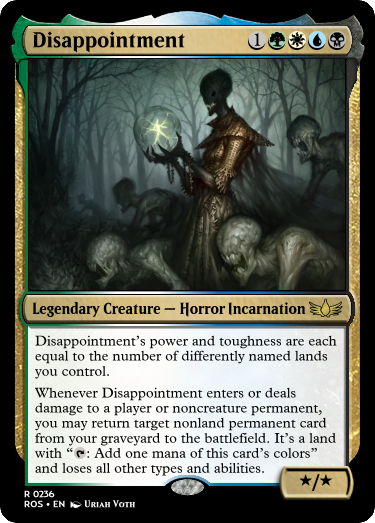 Disappointment 1
Legendary Creature — Horror Incarnation
Disappointment's power and toughness are each
equal to the number of differently named lands
you control.
Whenever Disappointment enters or deals
damage to a player or noncreature permanent,
you may return target nonland permanent card
from your graveyard to the battlefield. It's a land
with “: Add one mana of this card's colors”
and loses all other types and abilities.
★/★
R 0236
ROS • EN Uriah Voth